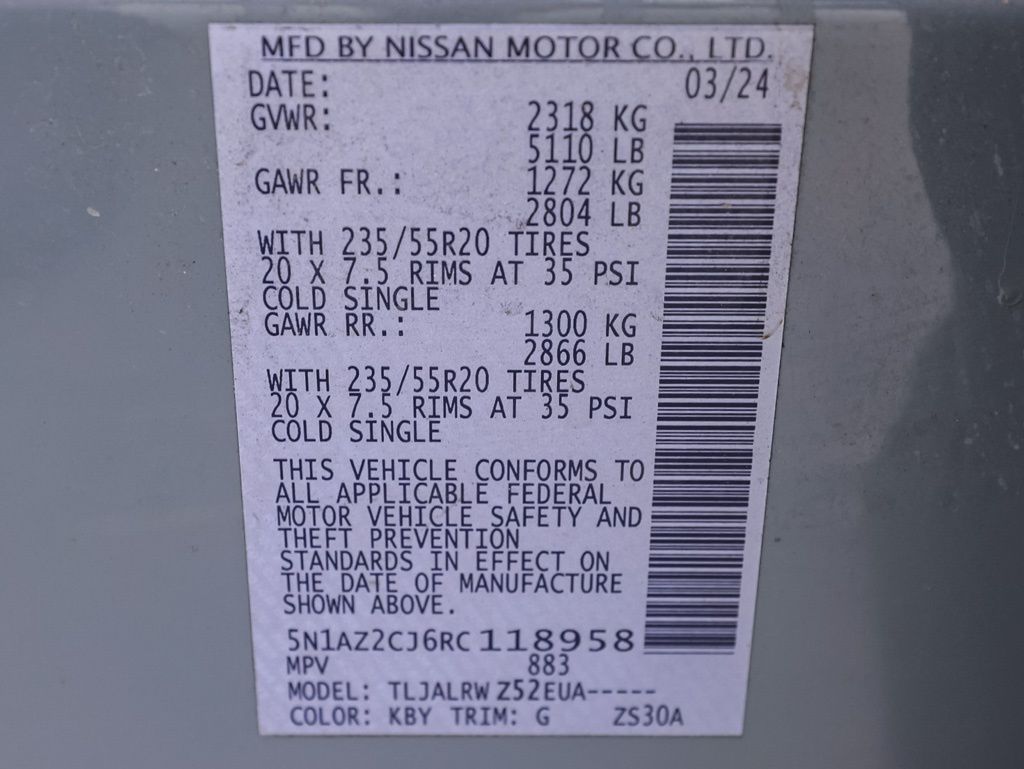 MFD BY NISSAN MOTOR CO., LTD.
DATE: 03/24
GVWR: 2318 KG
5110 LB
GAWR FR.: 1272 KG
2804 LB
WITH 235/55R20 TIRES
20 X 7.5 RIMS AT 35 PSI
COLD SINGLE
GAWR RR.: 1300 KG
2866 LB
WITH 235/55R20 TIRES
20 X 7.5 RIMS AT 35 PSI
COLD SINGLE
THIS VEHICLE CONFORMS TO
ALL APPLICABLE FEDERAL
MOTOR VEHICLE SAFETY AND
THEFT PREVENTION
STANDARDS IN EFFECT ON
THE DATE OF MANUFACTURE
SHOWN ABOVE.
5N1AZ2CJ6RC118958
MPV 883
MODEL: TLJALRW Z52EUA-----
COLOR: KBY TRIM: G ZS30A